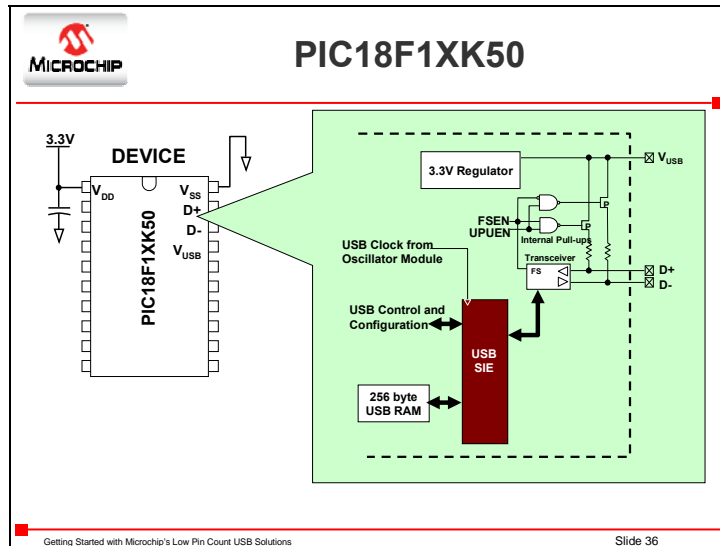 MICROCHIP
PIC18F1XK50
3.3V
DEVICE
VDD
VSS
D+
D-
VUSB
PIC18F1XK50
3.3V Regulator
VUSB
P
FSEN
UPUEN
P
Internal Pull-ups
USB Clock from
Oscillator Module
Transceiver
FS
D+
D-
USB Control and
Configuration
USB
SIE
256 byte
USB RAM
Getting Started with Microchip's Low Pin Count USB Solutions
Slide 36